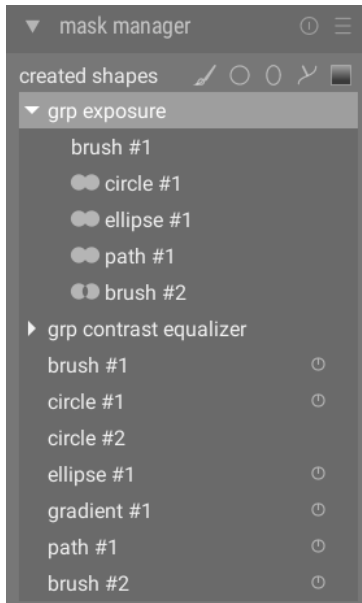 mask manager
created shapes
grp exposure
brush #1
circle #1
ellipse #1
path #1
brush #2
grp contrast equalizer
brush #1
circle #1
circle #2
ellipse #1
gradient #1
path #1
brush #2